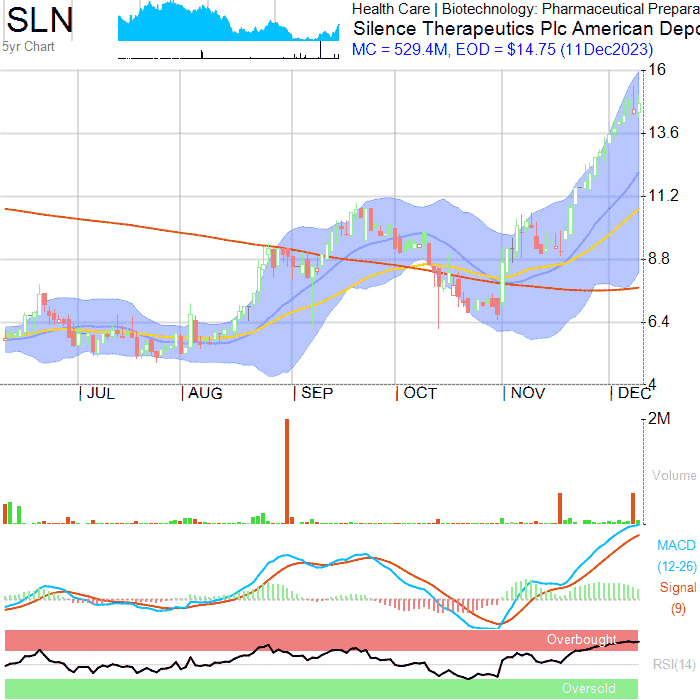 SLN
5yr Chart
Health Care | Biotechnology: Pharmaceutical Prepara
Silence Therapeutics Plc American Depo
MC = 529.4M, EOD = $14.75 (11Dec2023)
16
13.6
11.2
8.8
6.4
4
| JUL | AUG | SEP | OCT | NOV | DEC
2M
Volume
MACD
(12-26)
Signal
(9)
Overbought
RSI(14)
Oversold